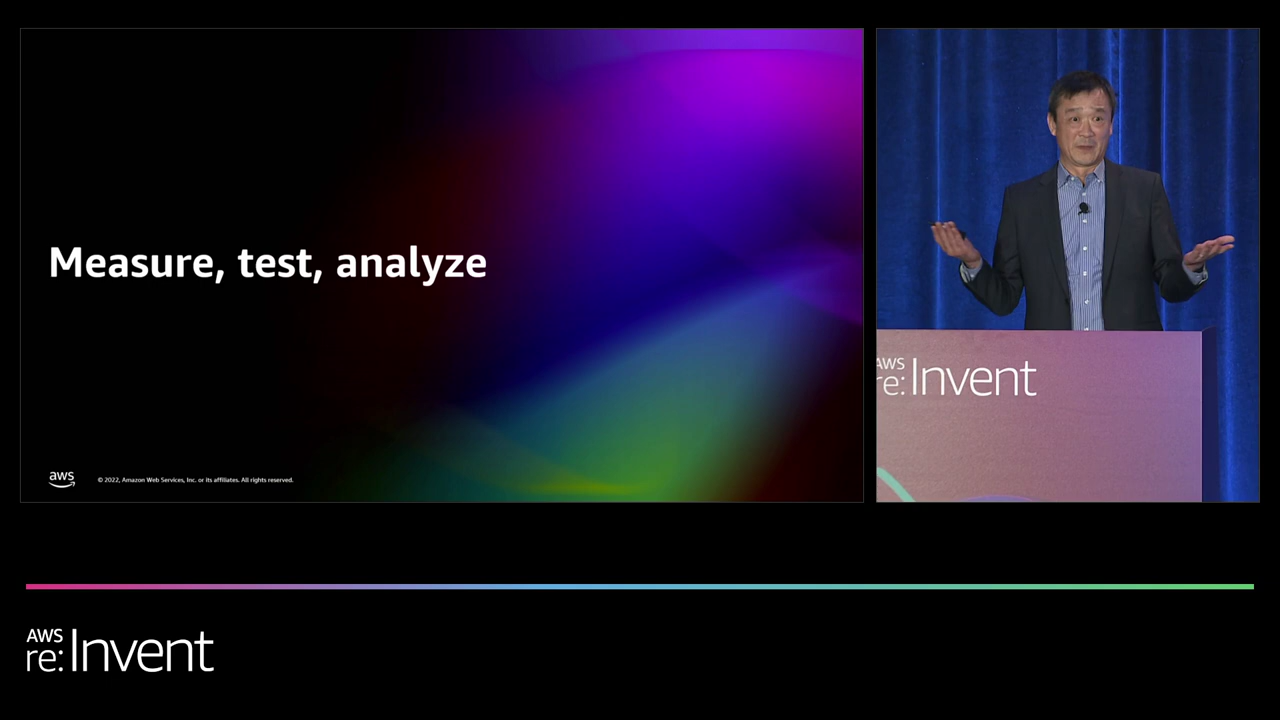 Measure, test, analyze
aws
© 2022, Amazon Web Services, Inc. or its affiliates. All rights reserved.
AWS
re:Invent
AWS
re:Invent